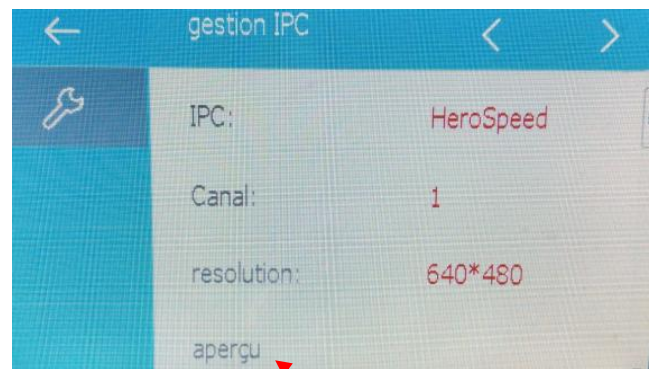 gestion IPC
IPC: HeroSpeed
Canal: 1
resolution: 640*480
aperçu